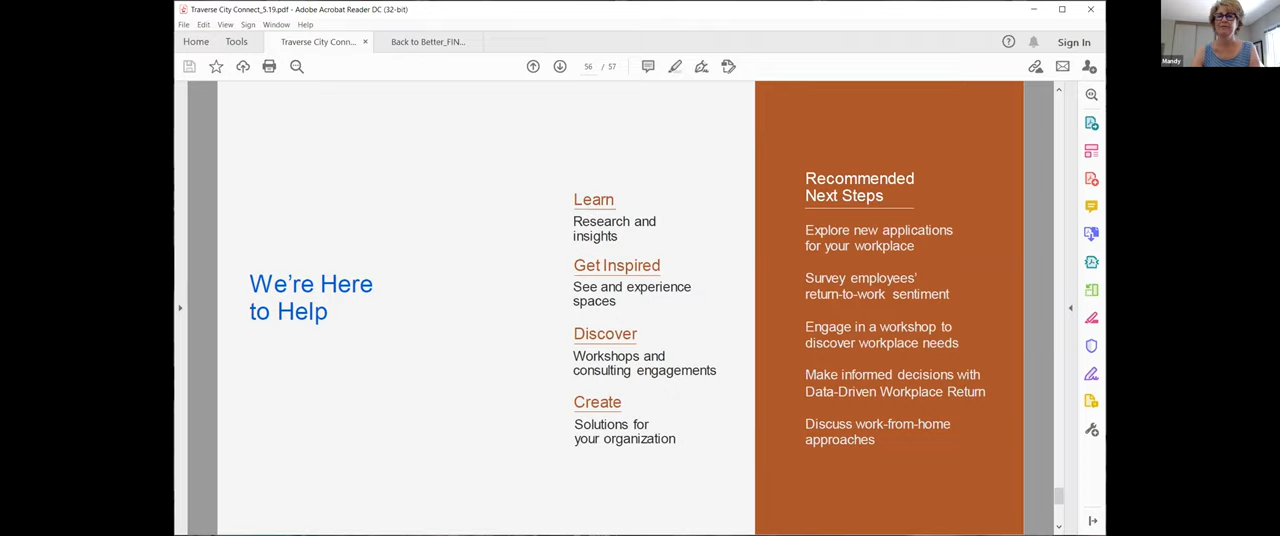 Traverse City Connect_5.19.pdf - Adobe Acrobat Reader DC (32-bit)
File Edit View Sign Window Help
Home Tools Traverse City Conn... × Back to Better_FIN... Sign In
56 / 57
Mandy
We're Here
to Help
Learn
Research and
insights
Get Inspired
See and experience
spaces
Discover
Workshops and
consulting engagements
Create
Solutions for
your organization
Recommended
Next Steps
Explore new applications
for your workplace
Survey employees'
return-to-work sentiment
Engage in a workshop to
discover workplace needs
Make informed decisions with
Data-Driven Workplace Return
Discuss work-from-home
approaches